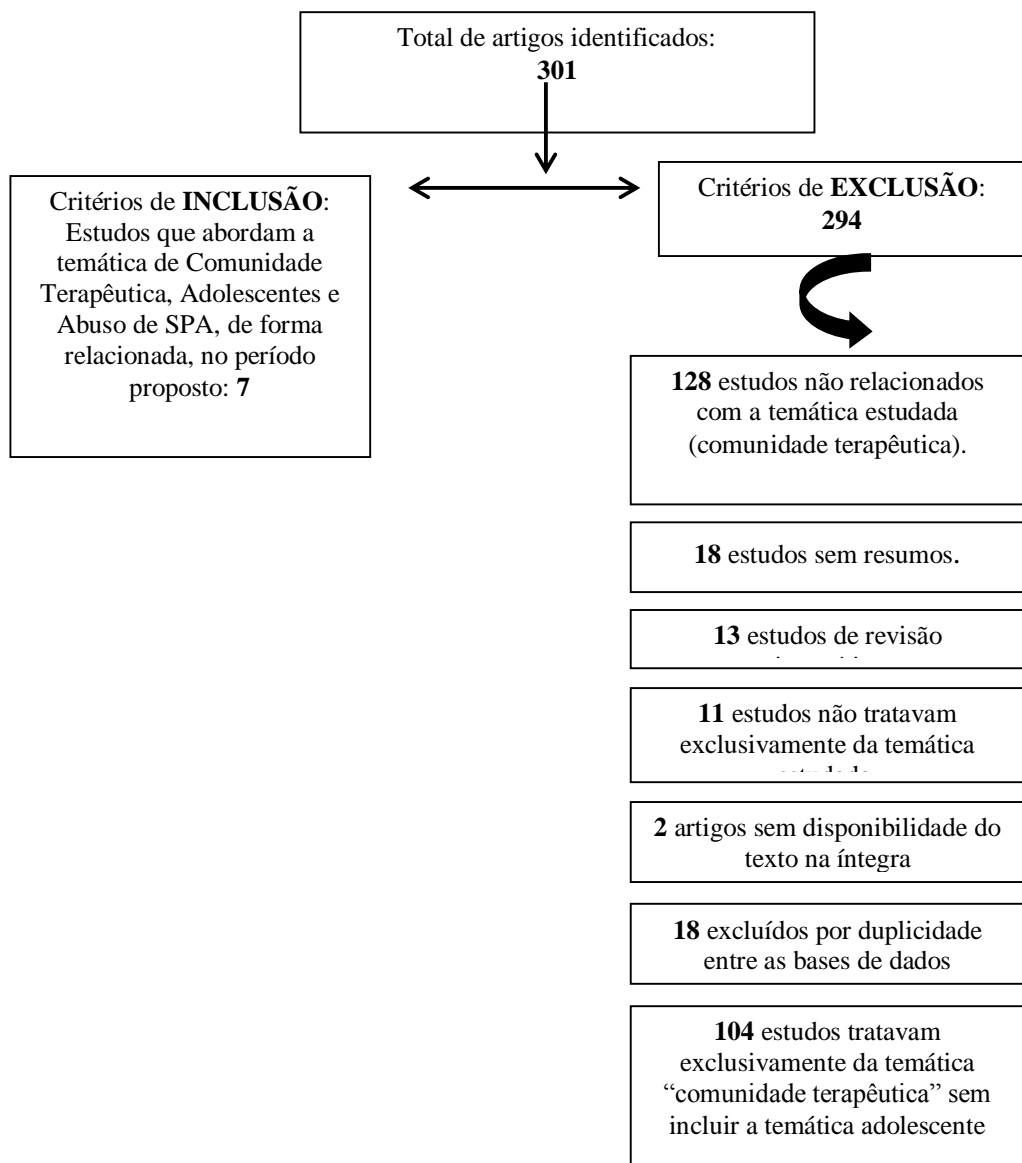 Total de artigos identificados:
301
Critérios de INCLUSÃO:
Estudos que abordam a
temática de Comunidade
Terapêutica, Adolescentes e
Abuso de SPA, de forma
relacionada, no período
proposto: 7
Critérios de EXCLUSÃO:
294
128 estudos não relacionados
com a temática estudada
(comunidade terapêutica).
18 estudos sem resumos.
13 estudos de revisão
11 estudos não tratavam
exclusivamente da temática
2 artigos sem disponibilidade do
texto na íntegra
18 excluídos por duplicidade
entre as bases de dados
104 estudos tratavam
exclusivamente da temática
“comunidade terapêutica” sem
incluir a temática adolescente